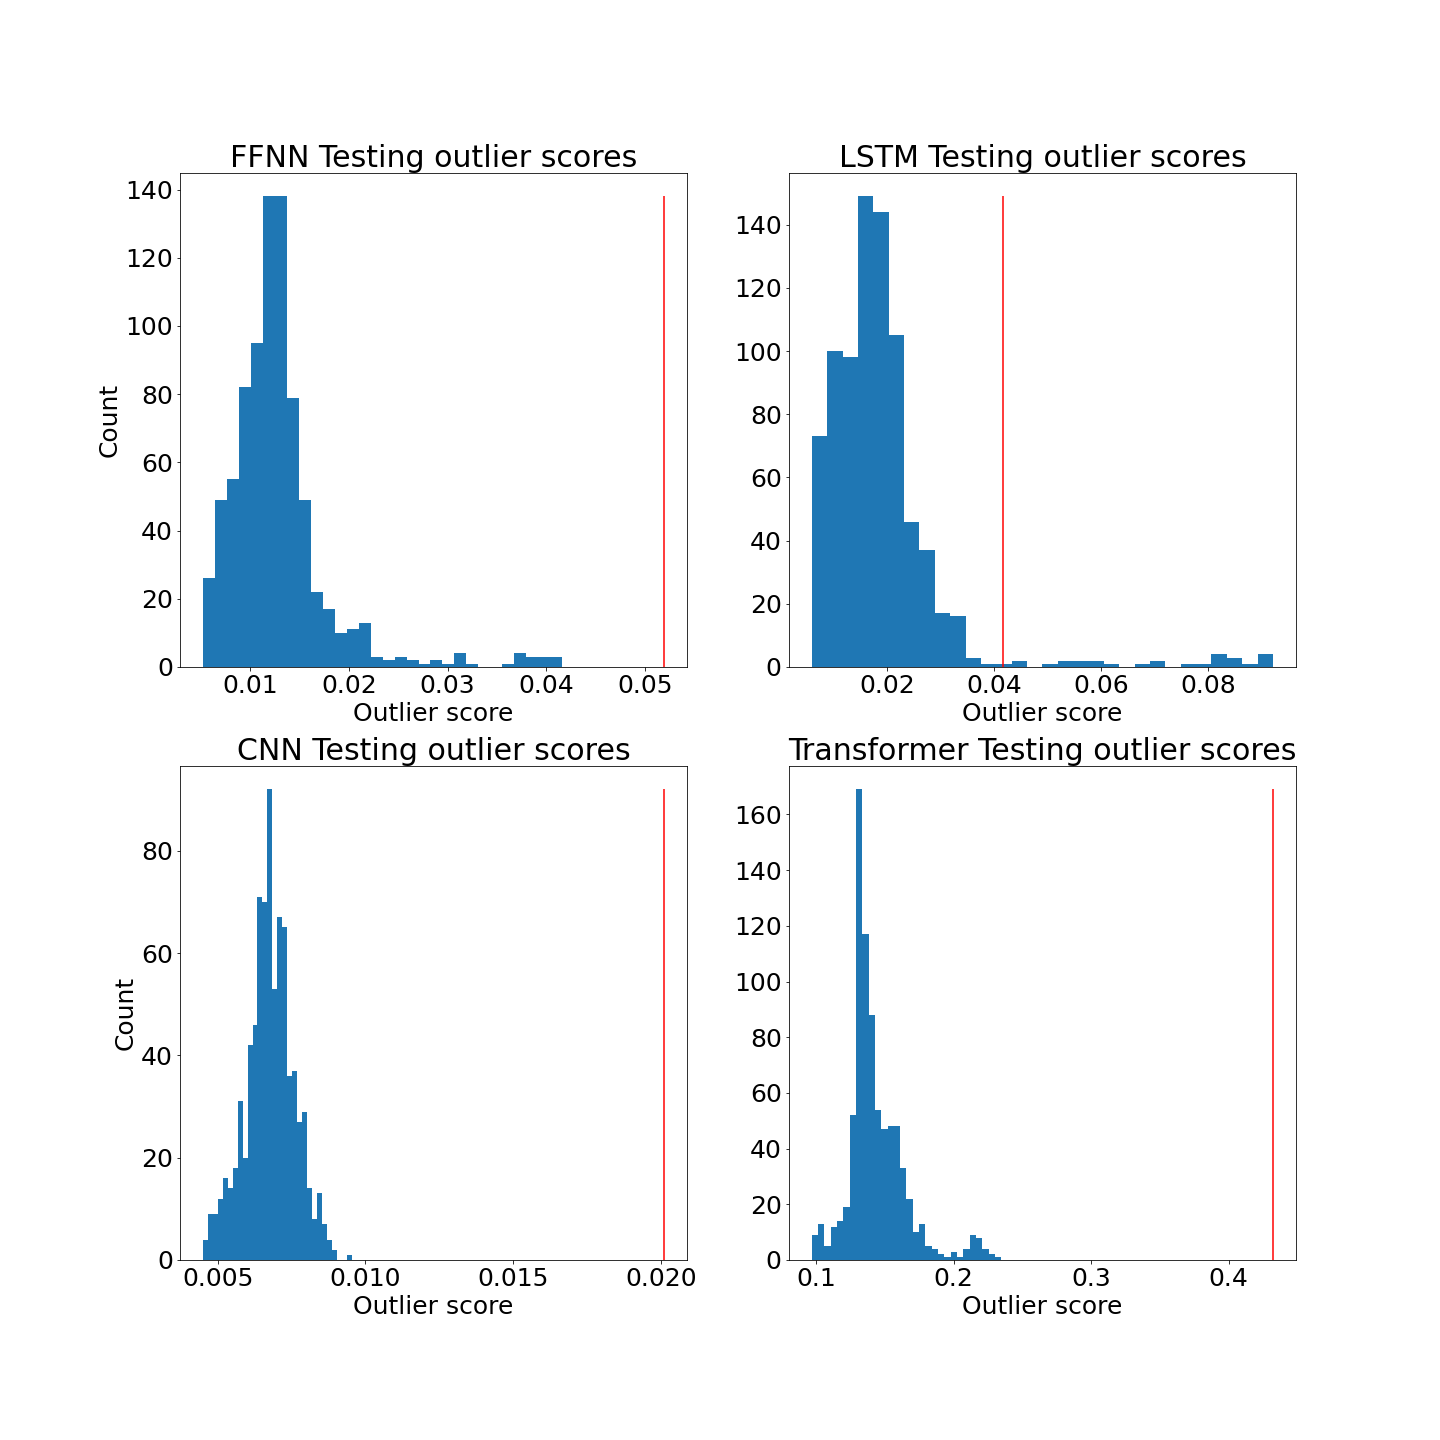 FFNN Testing outlier scores
140
120
100
80
60
40
20
0
Count
0.01 0.02 0.03 0.04 0.05
Outlier score
LSTM Testing outlier scores
140
120
100
80
60
40
20
0
0.02 0.04 0.06 0.08
Outlier score
CNN Testing outlier scores
80
60
40
20
0
Count
0.005 0.010 0.015 0.020
Outlier score
Transformer Testing outlier scores
160
140
120
100
80
60
40
20
0
0.1 0.2 0.3 0.4
Outlier score